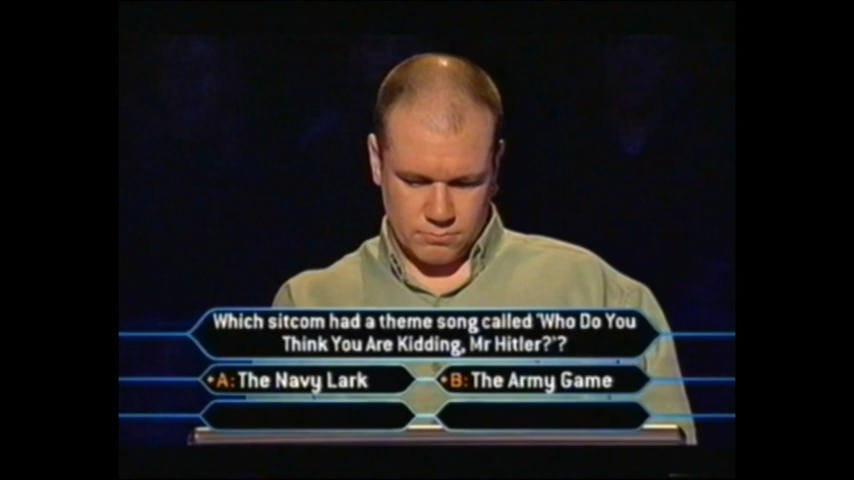 Which sitcom had a theme song called 'Who Do You
Think You Are Kidding, Mr Hitler?'?
A: The Navy Lark
B: The Army Game